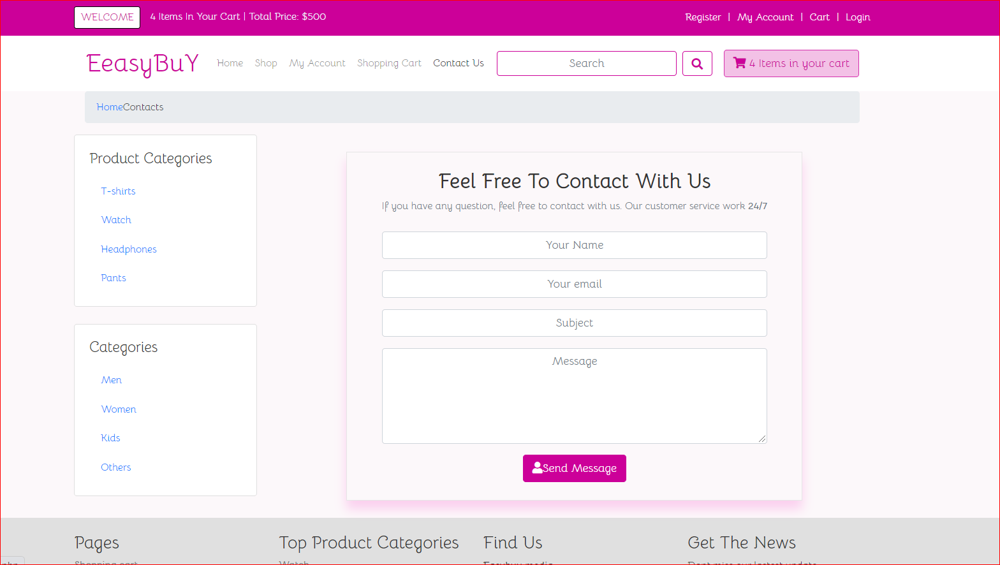 WELCOME 4 Items In Your Cart | Total Price: $500 Register | My Account | Cart | Login
EeasyBuY Home Shop My Account Shopping Cart Contact Us Search 4 Items in your cart
HomeContacts
Product Categories
T-shirts
Watch
Headphones
Pants
Categories
Men
Women
Kids
Others
Feel Free To Contact With Us
If you have any question, feel free to contact with us. Our customer service work 24/7
Your Name
Your email
Subject
Message
Send Message
Pages Top Product Categories Find Us Get The News
Shopping cart Watch